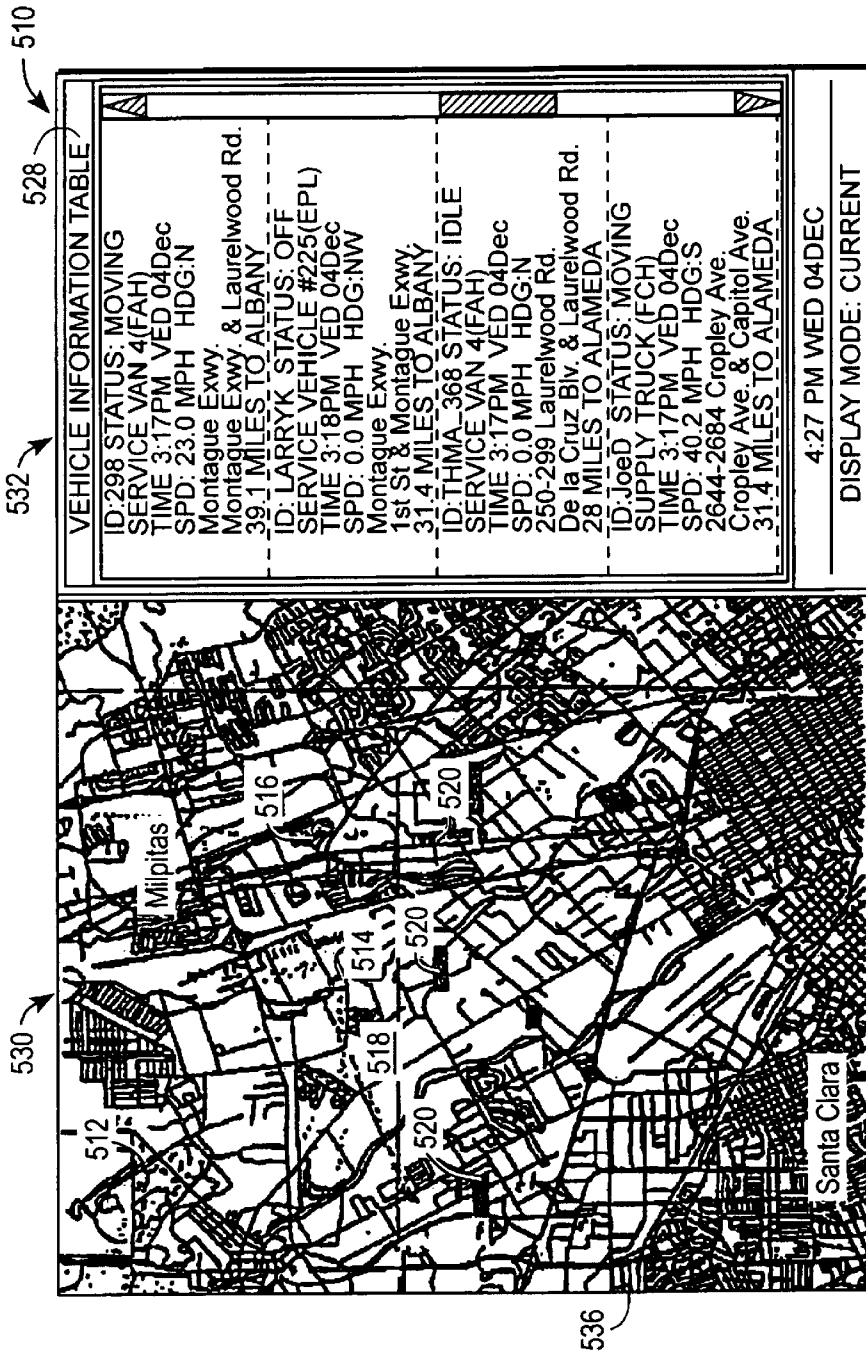 510
528
532
VEHICLE INFORMATION TABLE
ID:298 STATUS: MOVING
SERVICE VAN 4(FAH)
TIME 3:17PM VED 04Dec
SPD: 23.0 MPH HDG:N
Montague Exwy.
Montague Exwy. & Laurelwood Rd.
39.1 MILES TO ALBANY
ID: LARRYK STATUS: OFF
SERVICE VEHICLE #225(EPL)
TIME 3:18PM VED 04Dec
SPD: 0.0 MPH HDG:NW
Montague Exwy.
1st St & Montague Exwy.
31.4 MILES TO ALBANY
ID:THMA_368 STATUS: IDLE
SERVICE VAN 4(FAH)
TIME 3:17PM VED 04Dec
SPD: 0.0 MPH HDG:N
250-299 Laurelwood Rd.
De la Cruz Blv. & Laurelwood Rd.
28 MILES TO ALAMEDA
ID:JoeD STATUS: MOVING
SUPPLY TRUCK (FCH)
TIME 3:17PM VED 04Dec
SPD: 40.2 MPH HDG:S
2644-2684 Cropley Ave.
Cropley Ave. & Capitol Ave.
31.4 MILES TO ALAMEDA
4:27 PM WED 04DEC
DISPLAY MODE: CURRENT
530
Milpitas
516
512
514
520
520
518
520
Santa Clara
536